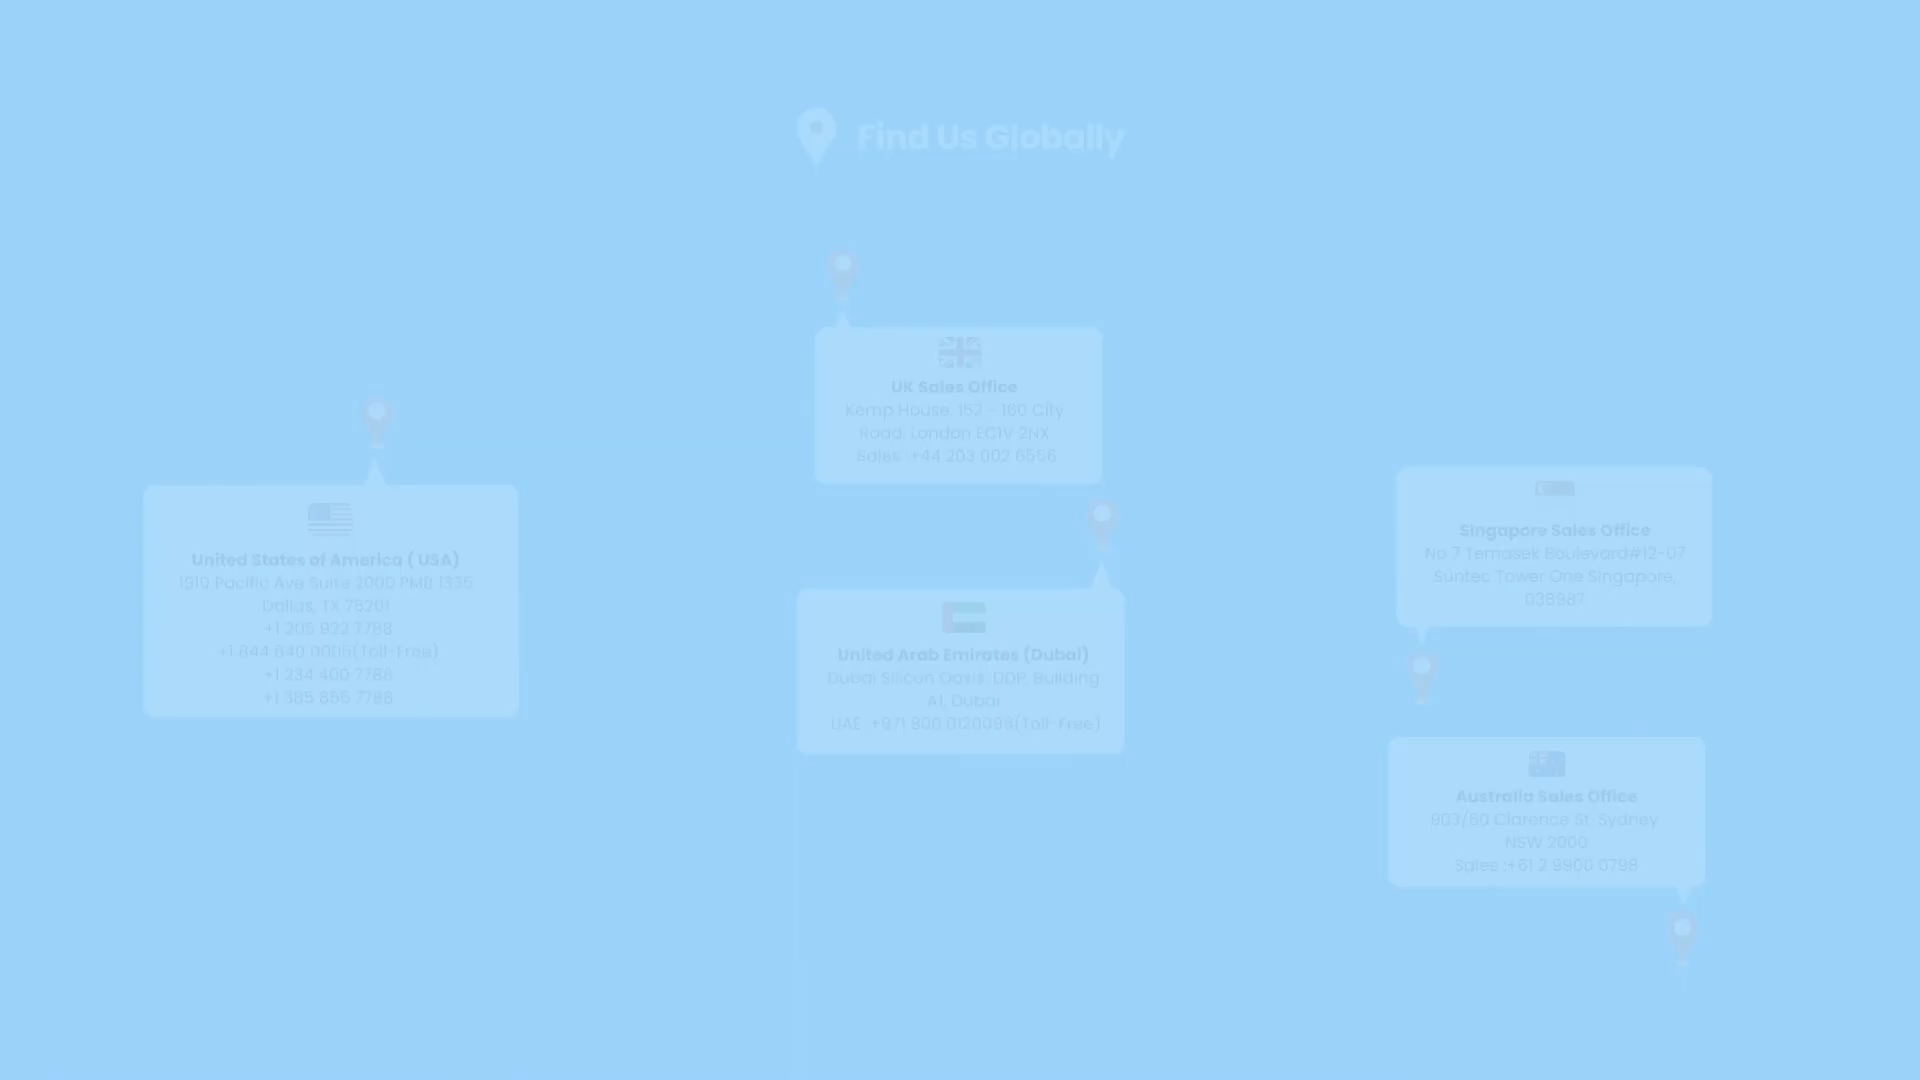 Find Us Globally
UK Sales Office
Kemp House, 152 - 160 City
Road, London EC1V 2NX
Sales :+44 203 002 6556
United States of America ( USA)
1910 Pacific Ave Suite 2000 PMB 1335
Dallas, TX 75201
+1 205 922 7788
+1 844 640 0005(Toll-Free)
+1 234 400 7788
+1 385 855 7788
United Arab Emirates (Dubai)
Dubai Silicon Oasis, DDP, Building
A1, Dubai
UAE :+971 800 0120096(Toll-Free)
Singapore Sales Office
No 7 Temasek Boulevard#12-07
Suntec Tower One Singapore,
038987
Australia Sales Office
903/50 Clarence St, Sydney
NSW 2000
Sales :+61 2 9900 0798